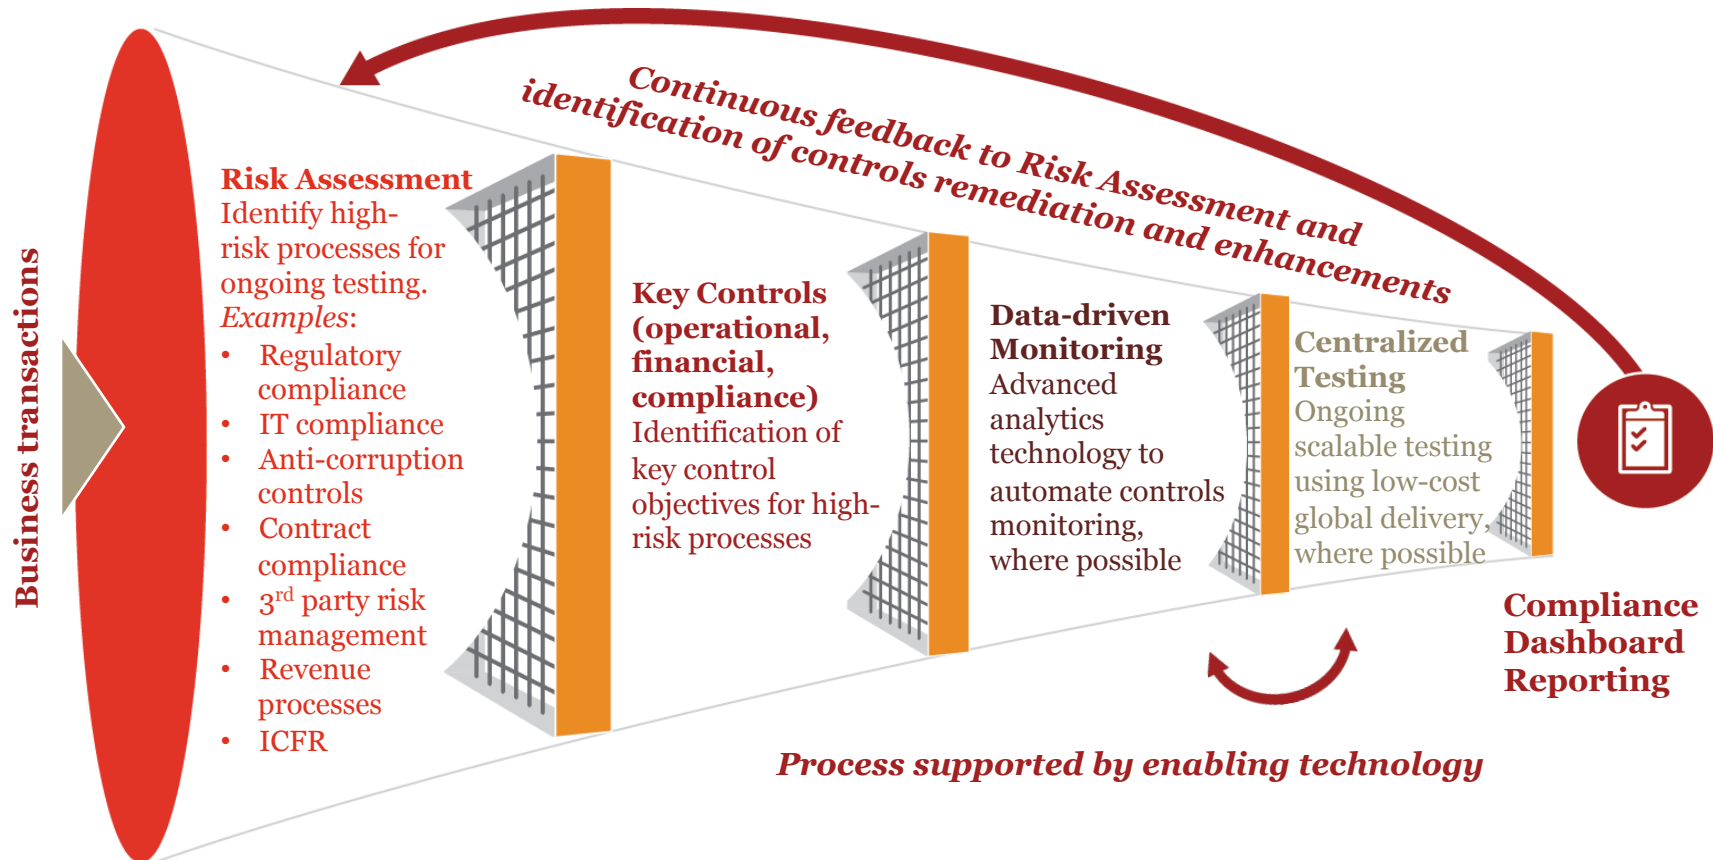 Business transactions
Risk Assessment
Identify high-
risk processes for
ongoing testing.
Examples:
• Regulatory
compliance
• IT compliance
• Anti-corruption
controls
• Contract
compliance
• 3rd party risk
management
• Revenue
processes
• ICFR
Continuous feedback to Risk Assessment and
identification of controls remediation and enhancements
Key Controls
(operational,
financial,
compliance)
Identification of
key control
objectives for high-
risk processes
Data-driven
Monitoring
Advanced
analytics
technology to
automate controls
monitoring,
where possible
Centralized
Testing
Ongoing
scalable testing
using low-cost
global delivery,
where possible
Compliance
Dashboard
Reporting
Process supported by enabling technology